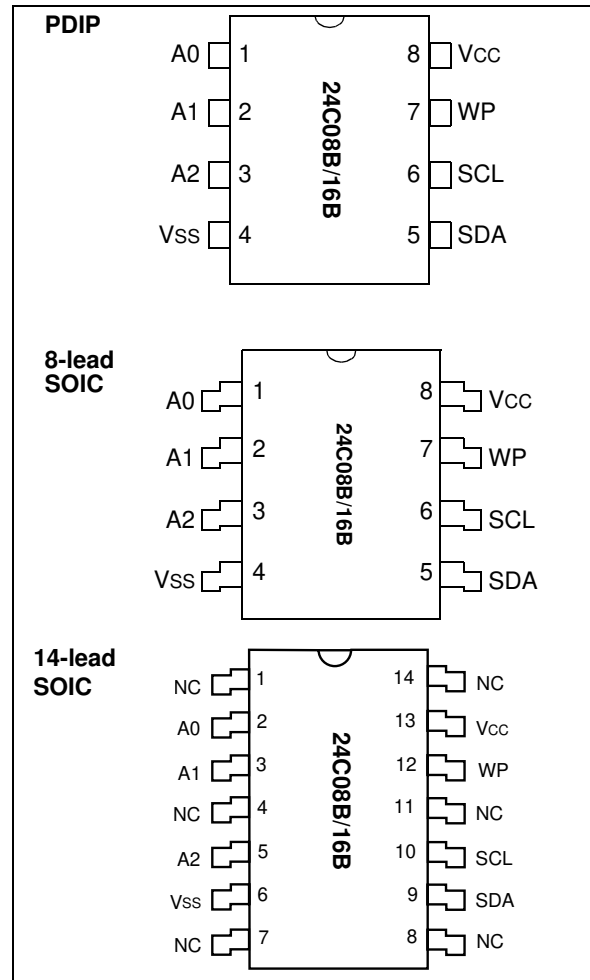 PDIP
A0 1 8 VCC
A1 2 7 WP
A2 3 6 SCL
VSS 4 5 SDA
24C08B/16B
8-lead
SOIC
A0 1 8 VCC
A1 2 7 WP
A2 3 6 SCL
VSS 4 5 SDA
24C08B/16B
14-lead
SOIC
NC 1 14 NC
A0 2 13 VCC
A1 3 12 WP
NC 4 11 NC
A2 5 10 SCL
VSS 6 9 SDA
NC 7 8 NC
24C08B/16B